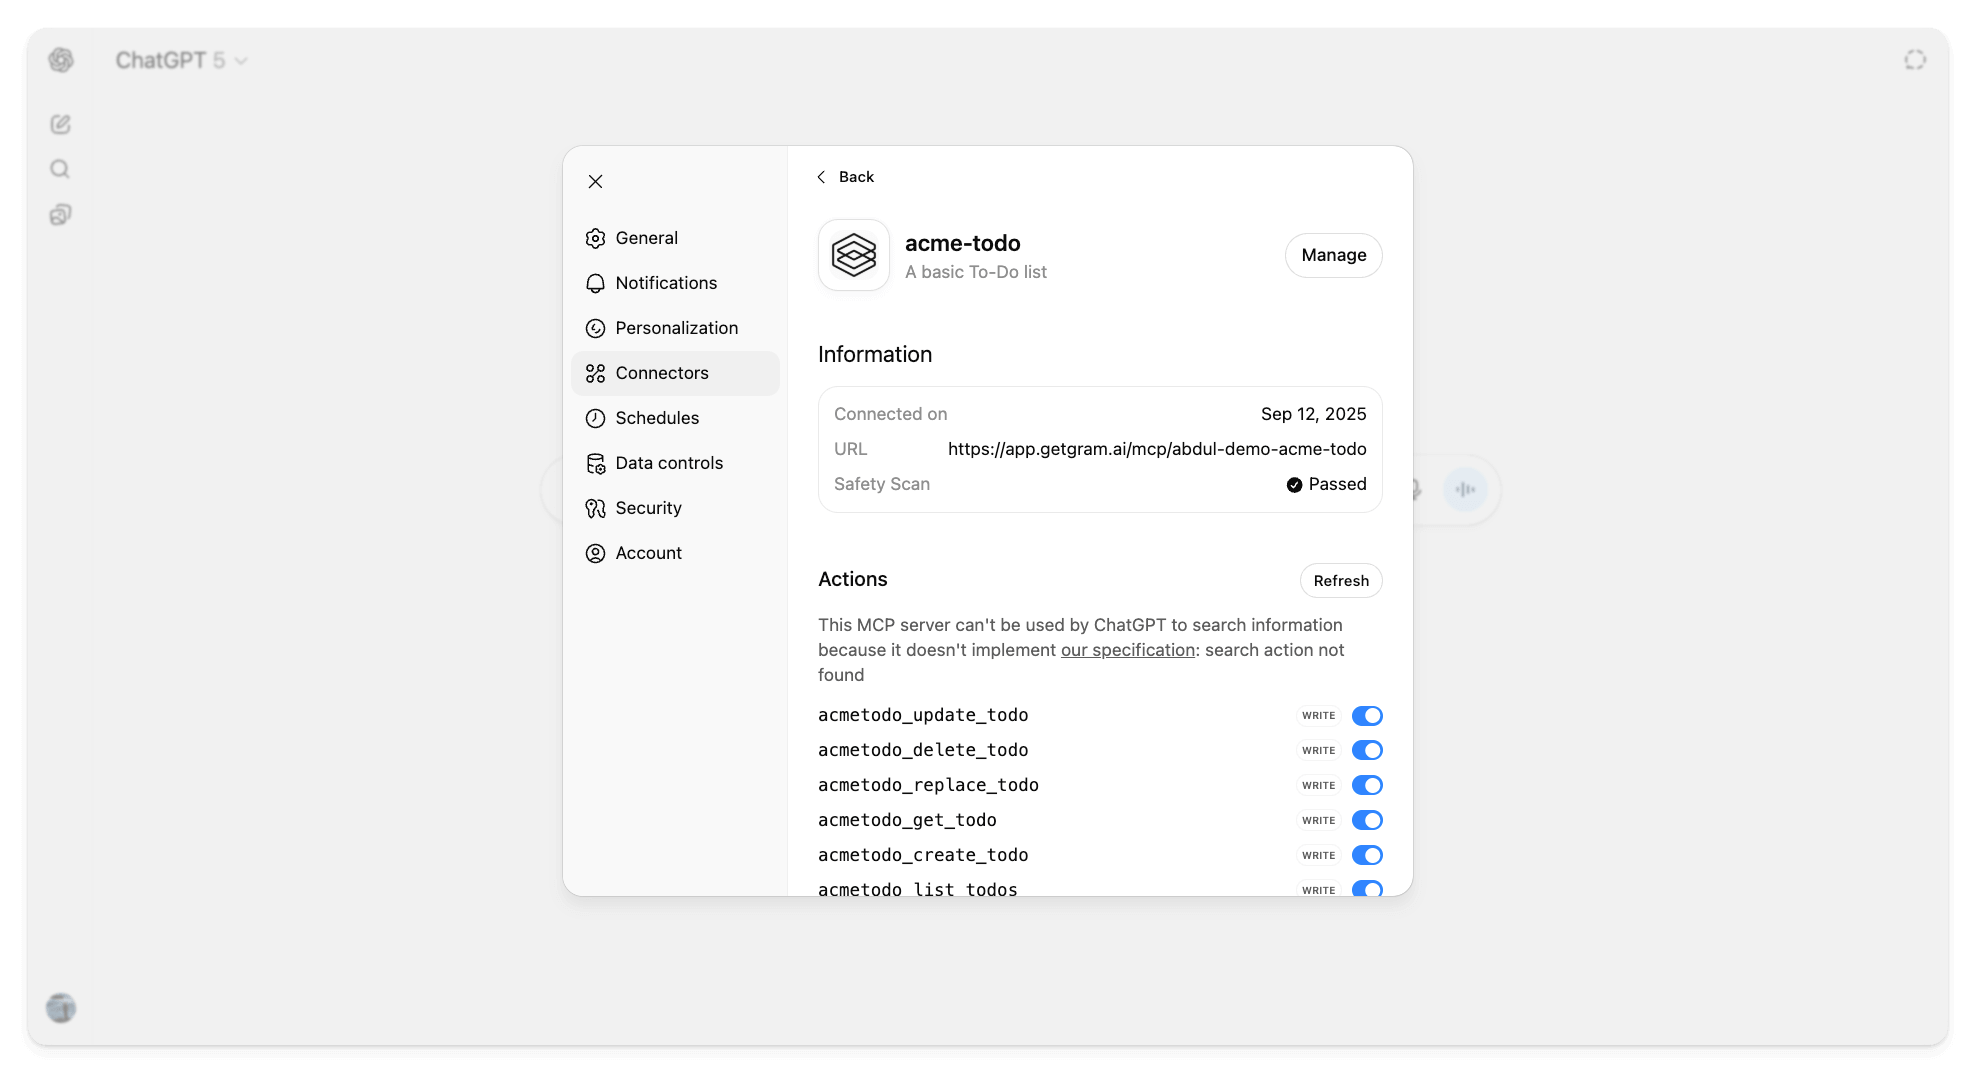 ChatGPT 5
General
Notifications
Personalization
Connectors
Schedules
Data controls
Security
Account
Back
acme-todo
A basic To-Do list
Manage
Information
Connected on Sep 12, 2025
URL https://app.getgram.ai/mcp/abdul-demo-acme-todo
Safety Scan Passed
Actions
Refresh
This MCP server can't be used by ChatGPT to search information
because it doesn't implement our specification: search action not
found
acmetodo_update_todo WRITE
acmetodo_delete_todo WRITE
acmetodo_replace_todo WRITE
acmetodo_get_todo WRITE
acmetodo_create_todo WRITE
acmetodo_list_todos WRITE